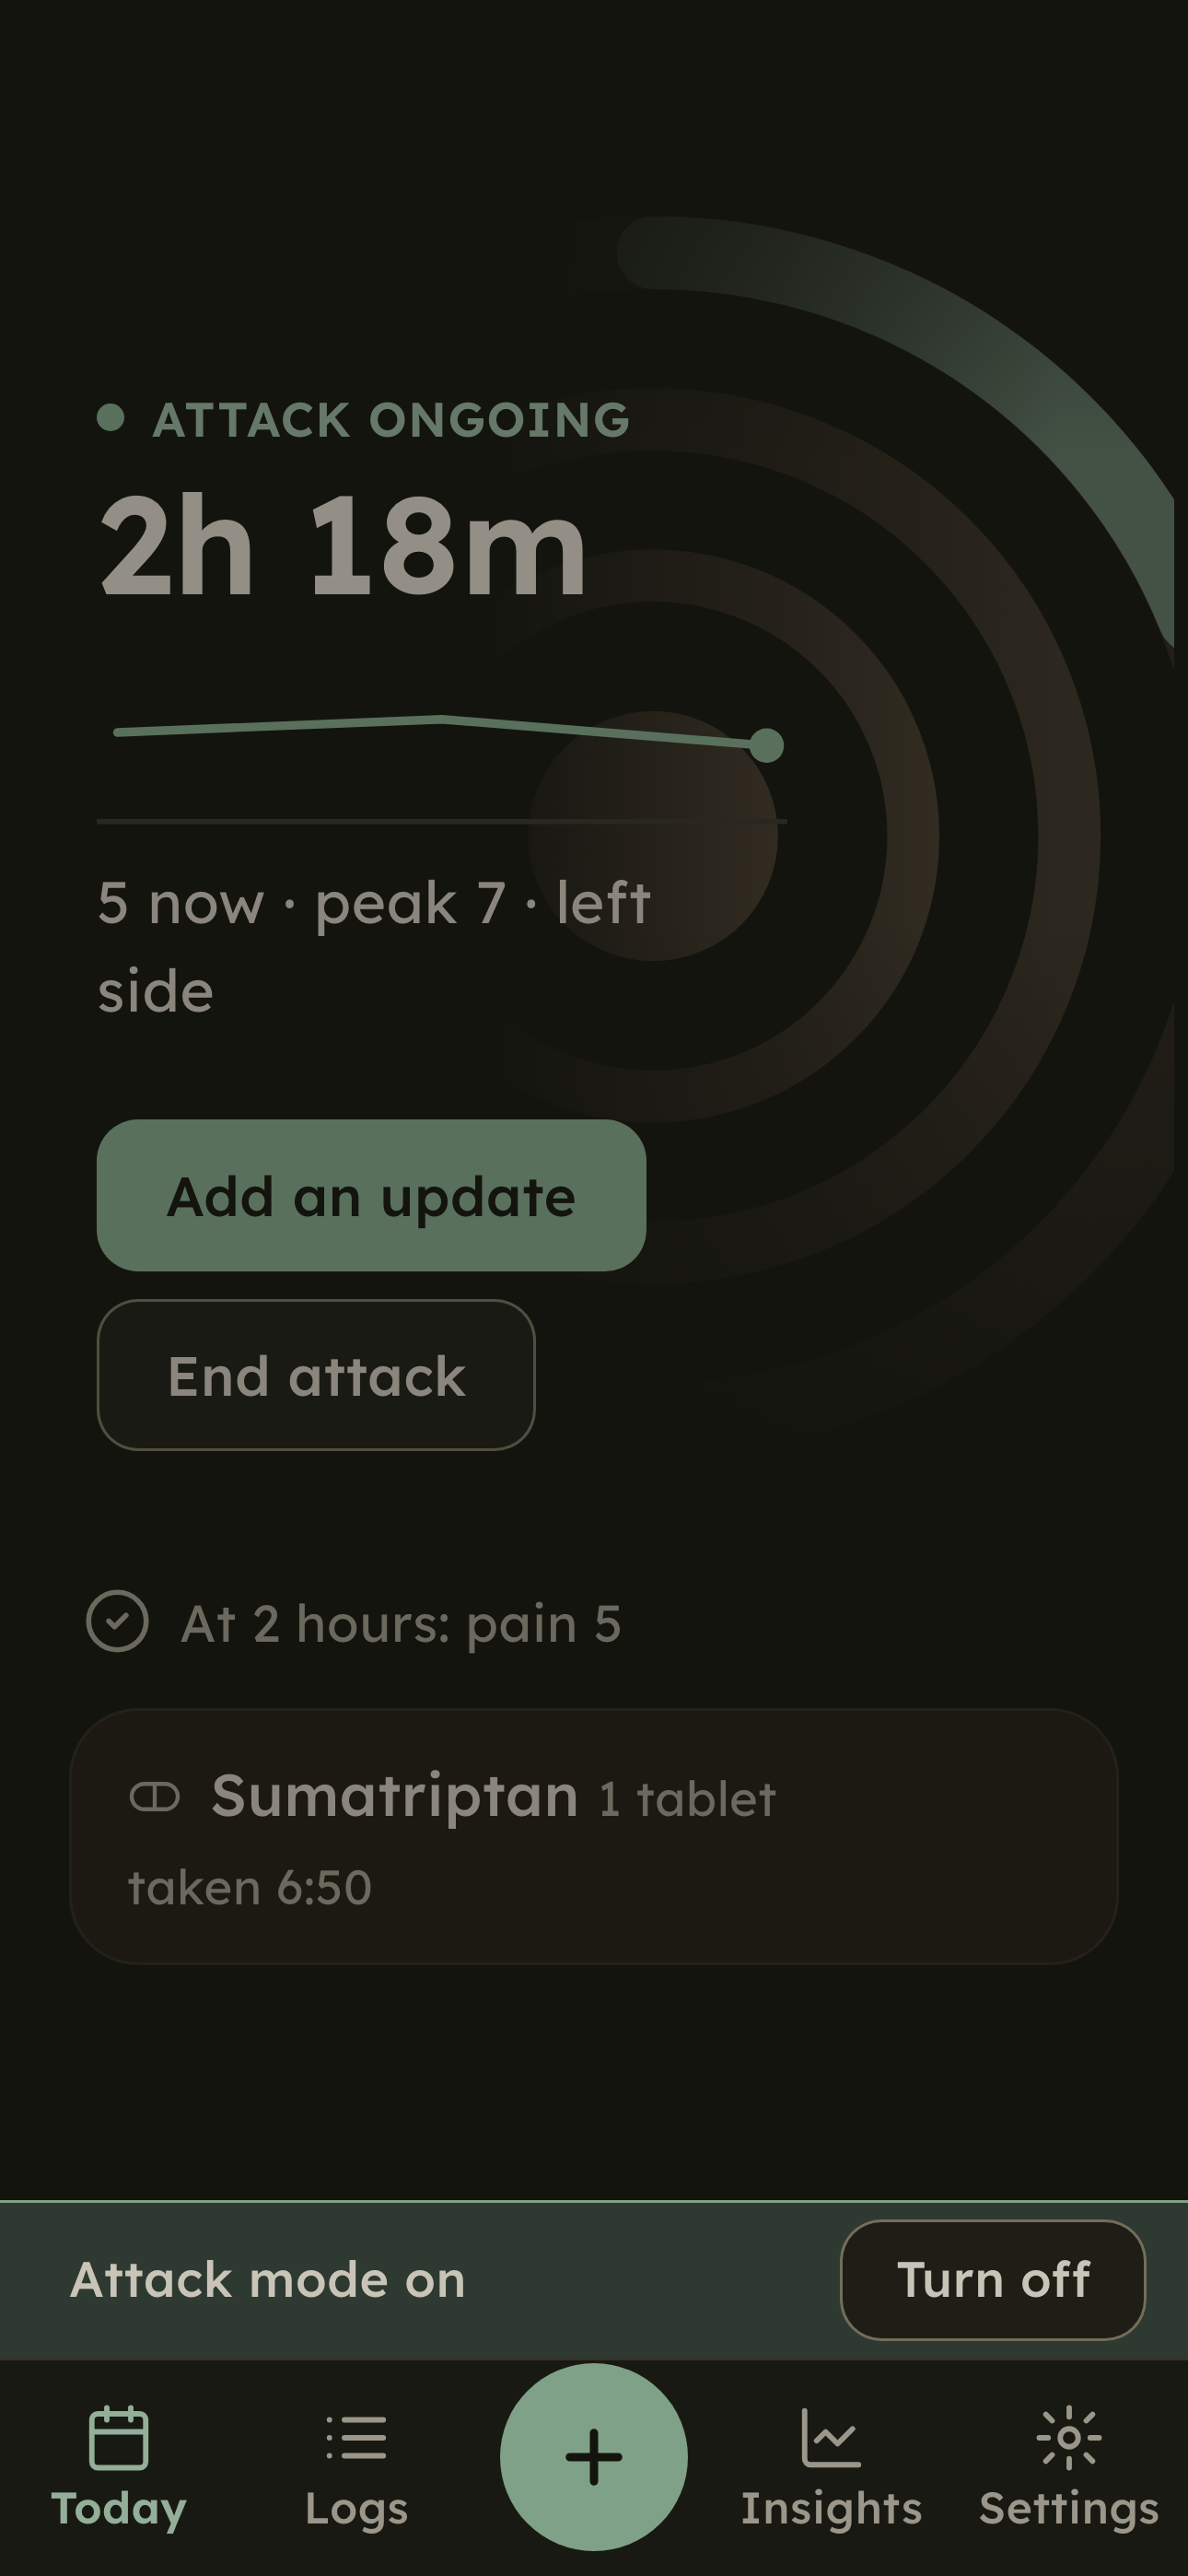 ATTACK ONGOING
2h 18m
5 now · peak 7 · left
side
Add an update
End attack
At 2 hours: pain 5
Sumatriptan 1 tablet
taken 6:50
Attack mode on
Turn off
Today
Logs
Insights
Settings